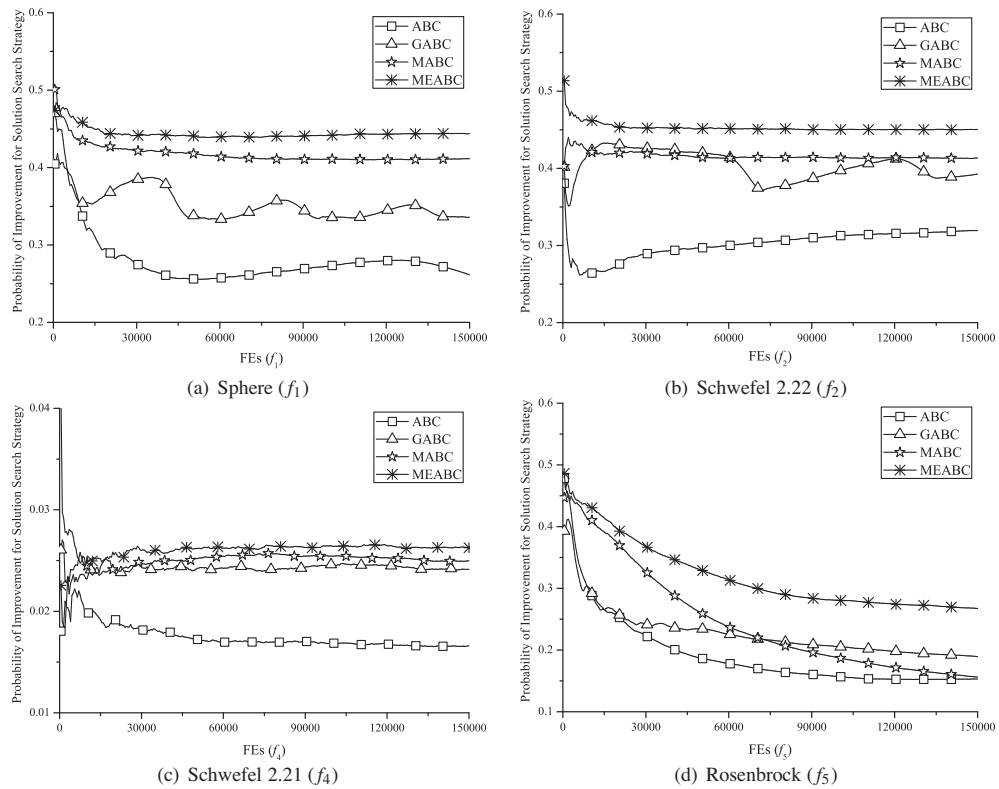 Probability of Improvement for Solution Search Strategy
0.6
0.5
0.4
0.3
0.2
ABC
GABC
MABC
MEABC
0 30000 60000 90000 120000 150000
FEs (f1)
(a) Sphere (f1)
Probability of Improvement for Solution Search Strategy
0.6
0.5
0.4
0.3
0.2
ABC
GABC
MABC
MEABC
0 30000 60000 90000 120000 150000
FEs (f2)
(b) Schwefel 2.22 (f2)
Probability of Improvement for Solution Search Strategy
0.04
0.03
0.02
0.01
ABC
GABC
MABC
MEABC
0 30000 60000 90000 120000 150000
FEs (f4)
(c) Schwefel 2.21 (f4)
Probability of Improvement for Solution Search Strategy
0.6
0.5
0.4
0.3
0.2
0.1
ABC
GABC
MABC
MEABC
0 30000 60000 90000 120000 150000
FEs (f5)
(d) Rosenbrock (f5)